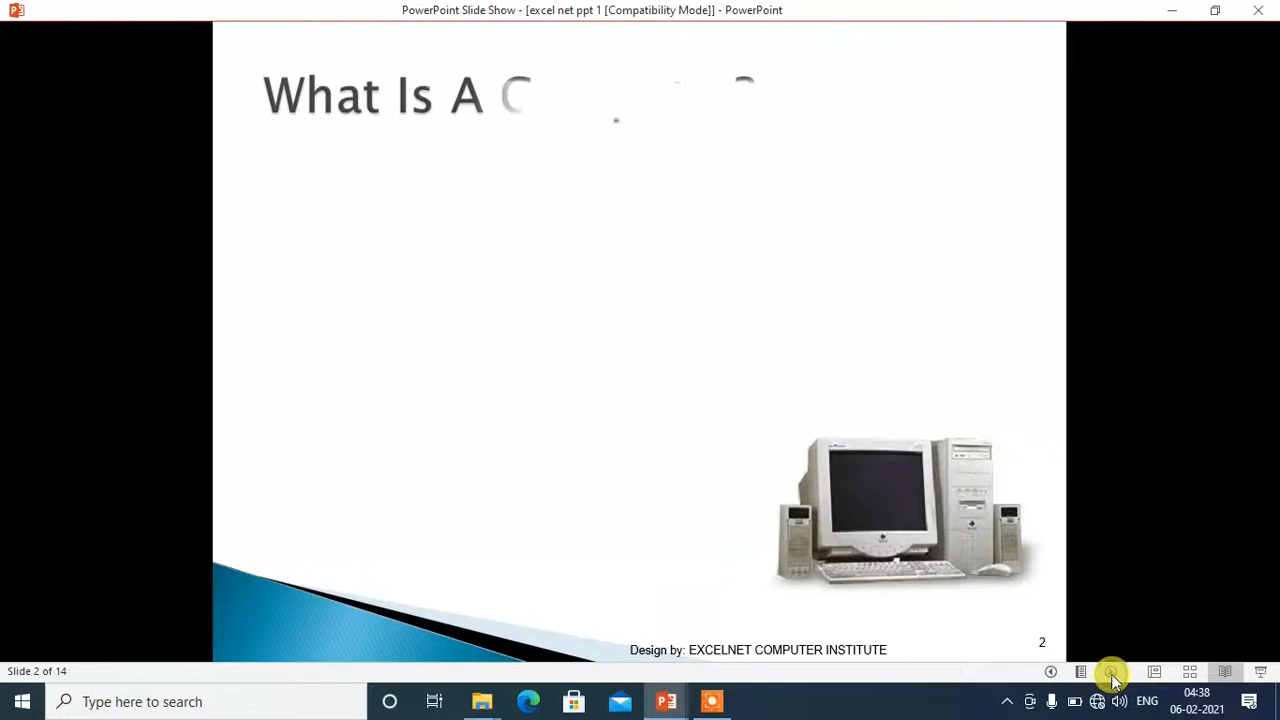 PowerPoint Slide Show - [excel net ppt 1 [Compatibility Mode]] - PowerPoint
What Is A C
Design by: EXCELNET COMPUTER INSTITUTE
2
Slide 2 of 14
Type here to search
ENG
04:38
06-02-2021